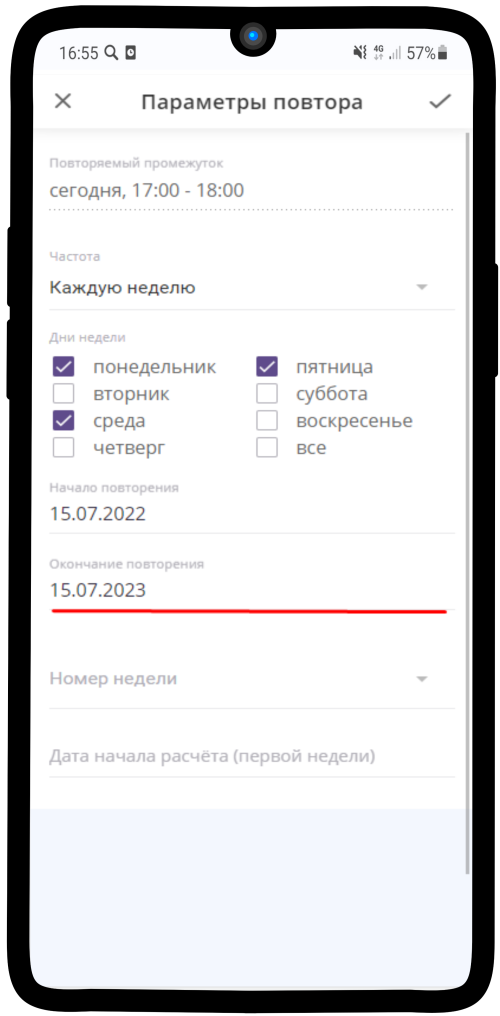 16:55 4G 57%
Параметры повтора
Повторяемый промежуток
сегодня, 17:00 - 18:00
Частота
Каждую неделю
Дни недели
понедельник пятница
вторник суббота
среда воскресенье
четверг все
Начало повторения
15.07.2022
Окончание повторения
15.07.2023
Номер недели
Дата начала расчёта (первой недели)